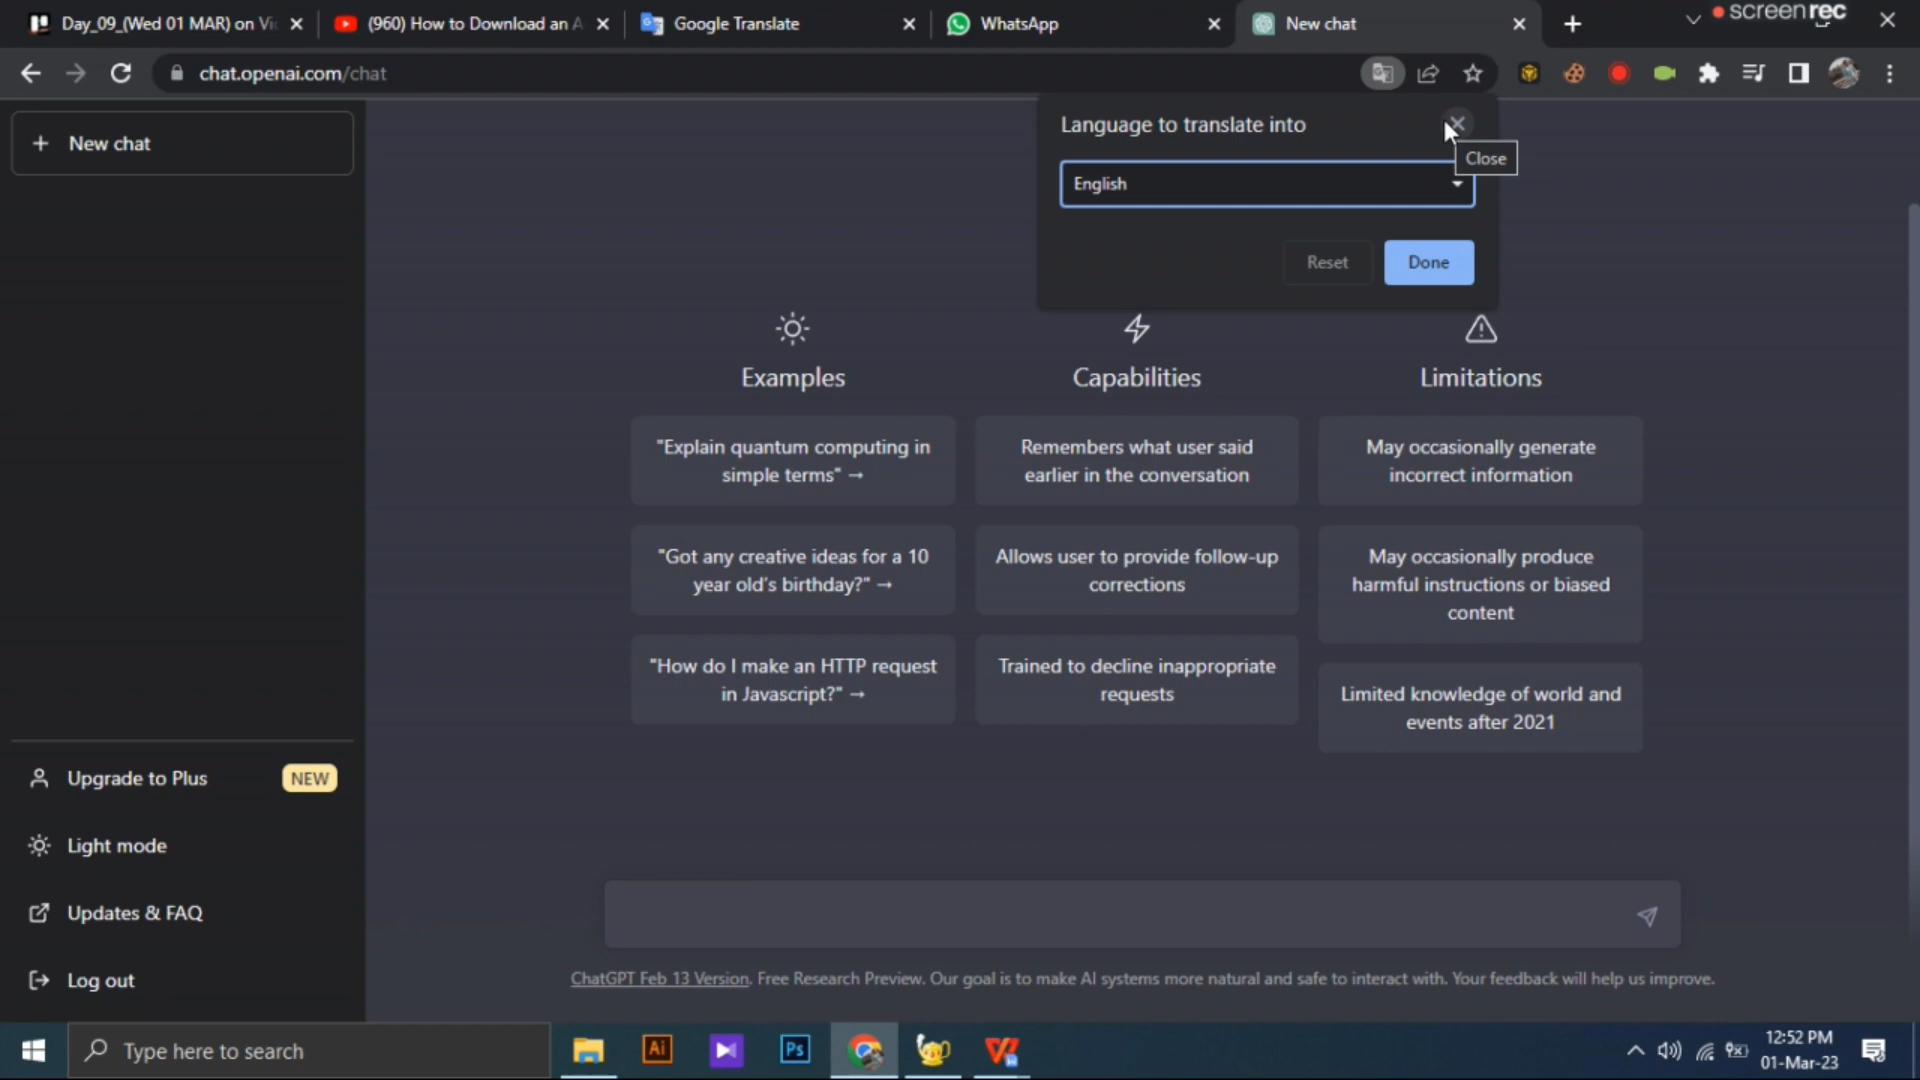 Day_09_(Wed 01 MAR) on Vi
(960) How to Download an A
Google Translate
WhatsApp
New chat
screenrec
chat.openai.com/chat
New chat
Language to translate into
Close
English
Reset
Done
Examples
Capabilities
Limitations
"Explain quantum computing in
simple terms" →
Remembers what user said
earlier in the conversation
May occasionally generate
incorrect information
"Got any creative ideas for a 10
year old's birthday?" →
Allows user to provide follow-up
corrections
May occasionally produce
harmful instructions or biased
content
"How do I make an HTTP request
in Javascript?" →
Trained to decline inappropriate
requests
Limited knowledge of world and
events after 2021
Upgrade to Plus
NEW
Light mode
Updates & FAQ
Log out
ChatGPT Feb 13 Version. Free Research Preview. Our goal is to make AI systems more natural and safe to interact with. Your feedback will help us improve.
Type here to search
Ai
Ps
12:52 PM
01-Mar-23